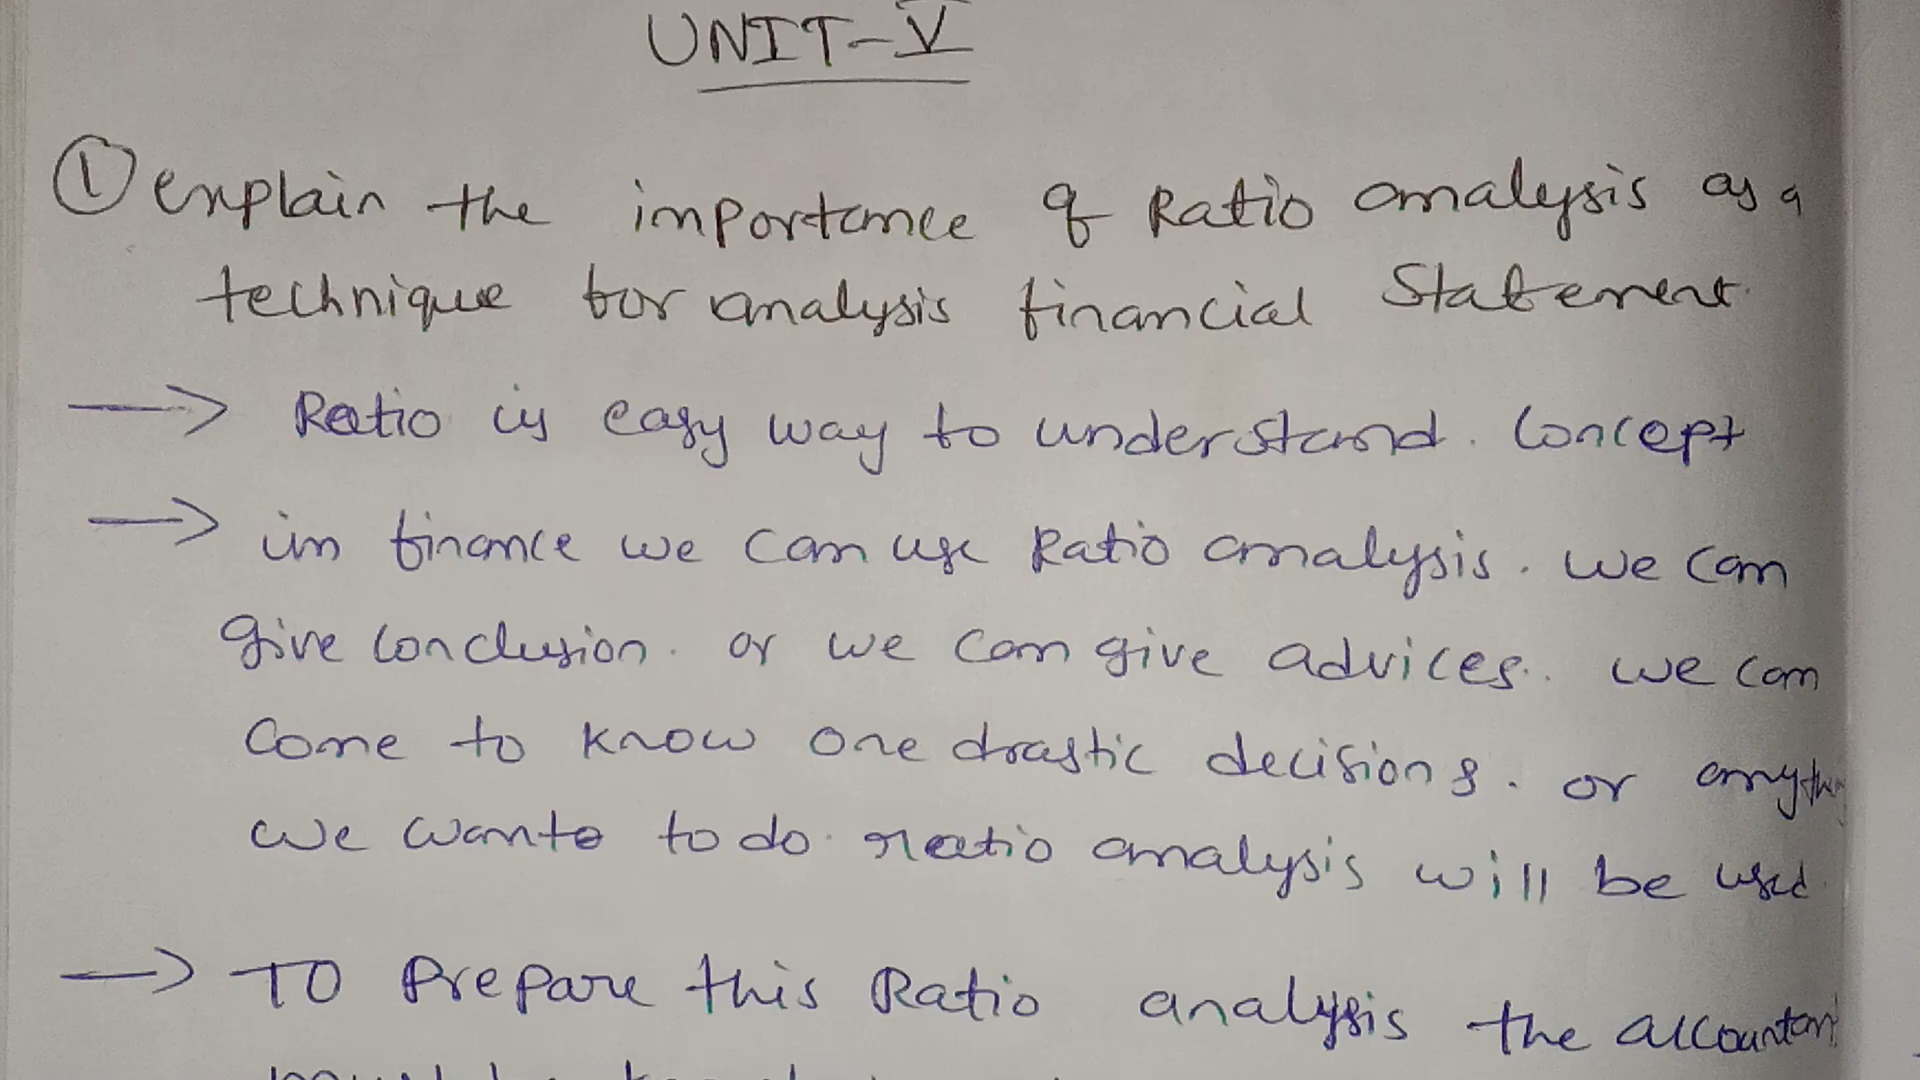 UNIT-V
① explain the importance of Ratio analysis as a
technique for analysis financial Statement.
→ Ratio is easy way to understand. Concept
→ in finance we can use Ratio analysis. we can
give conclusion. or we can give advices.. we can
come to know one drastic decisions. or anything
we wants to do. ratio analysis will be used.
→ To Prepare this Ratio analysis the accountant